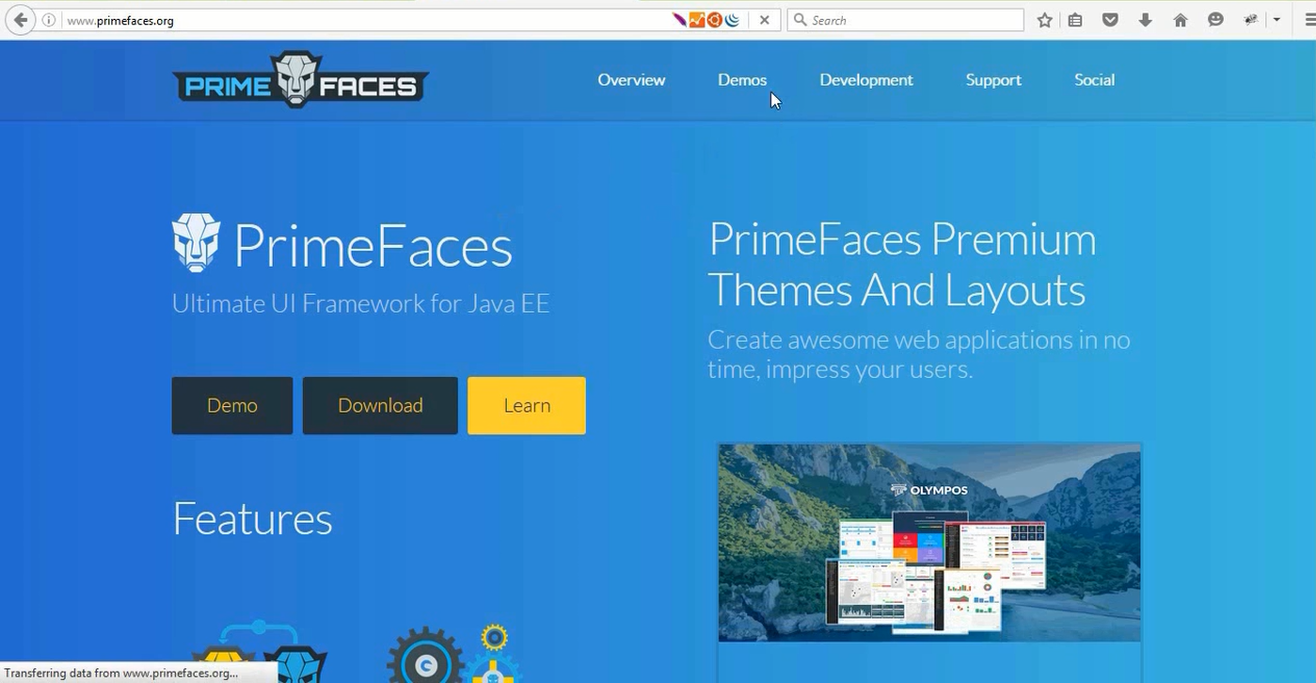 www.primefaces.org
Search
PRIME FACES
Overview
Demos
Development
Support
Social
PrimeFaces
Ultimate UI Framework for Java EE
Demo
Download
Learn
Features
PrimeFaces Premium
Themes And Layouts
Create awesome web applications in no
time, impress your users.
OLYMPOS
Transferring data from www.primefaces.org...